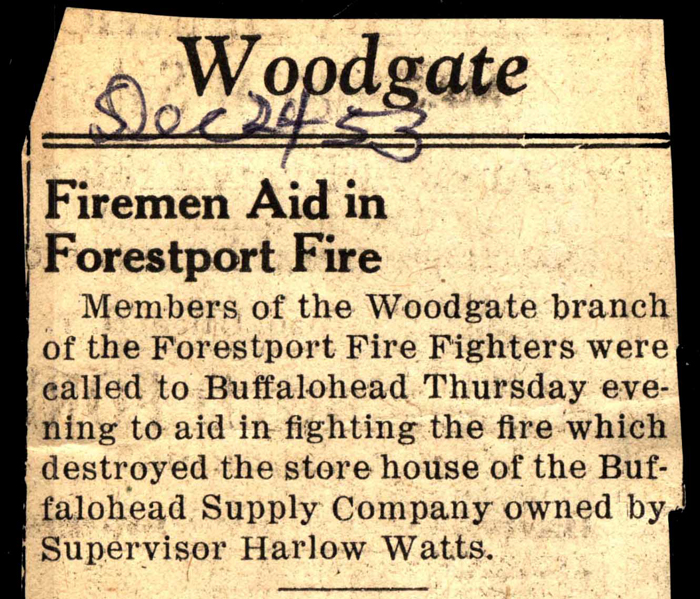 Woodgate
Dec 24 53
Firemen Aid in
Forestport Fire
Members of the Woodgate branch
of the Forestport Fire Fighters were
called to Buffalohead Thursday eve-
ning to aid in fighting the fire which
destroyed the store house of the Buf-
falohead Supply Company owned by
Supervisor Harlow Watts.